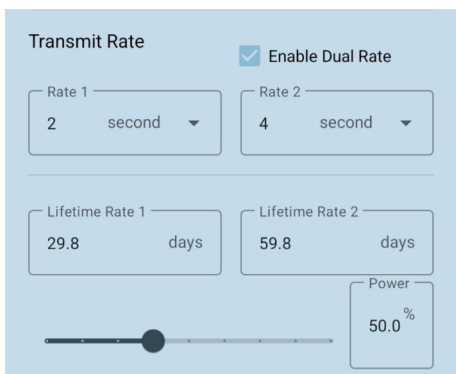 Transmit Rate
Enable Dual Rate
Rate 1
2 second
Rate 2
4 second
Lifetime Rate 1
29.8 days
Lifetime Rate 2
59.8 days
Power
50.0 %